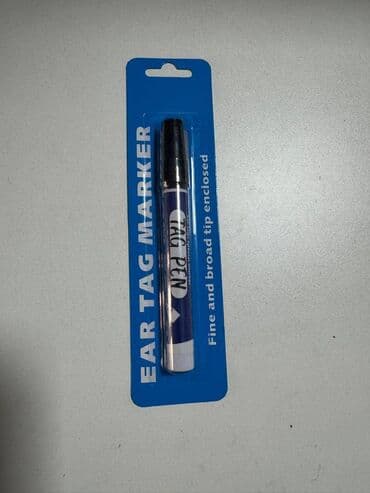 EAR TAG MARKER
TAG PEN
Fine and broad tip enclosed